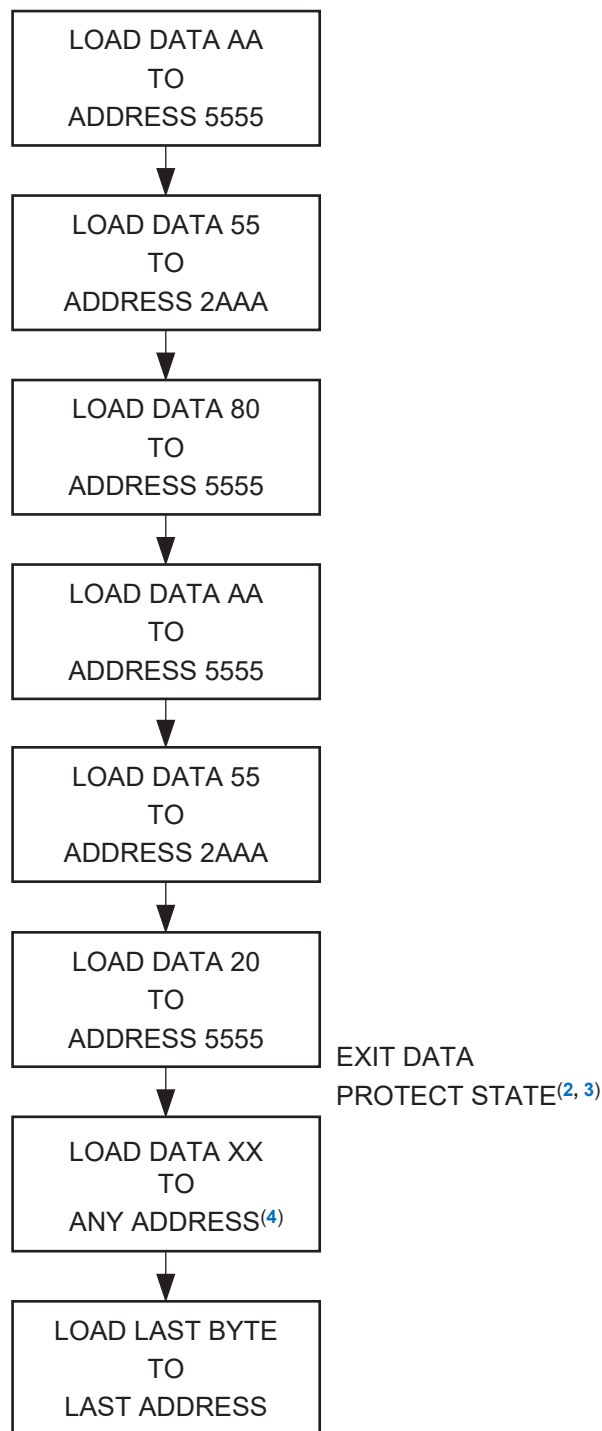 LOAD DATA AA
TO
ADDRESS 5555
LOAD DATA 55
TO
ADDRESS 2AAA
LOAD DATA 80
TO
ADDRESS 5555
LOAD DATA AA
TO
ADDRESS 5555
LOAD DATA 55
TO
ADDRESS 2AAA
LOAD DATA 20
TO
ADDRESS 5555
EXIT DATA
PROTECT STATE(2, 3)
LOAD DATA XX
TO
ANY ADDRESS(4)
LOAD LAST BYTE
TO
LAST ADDRESS